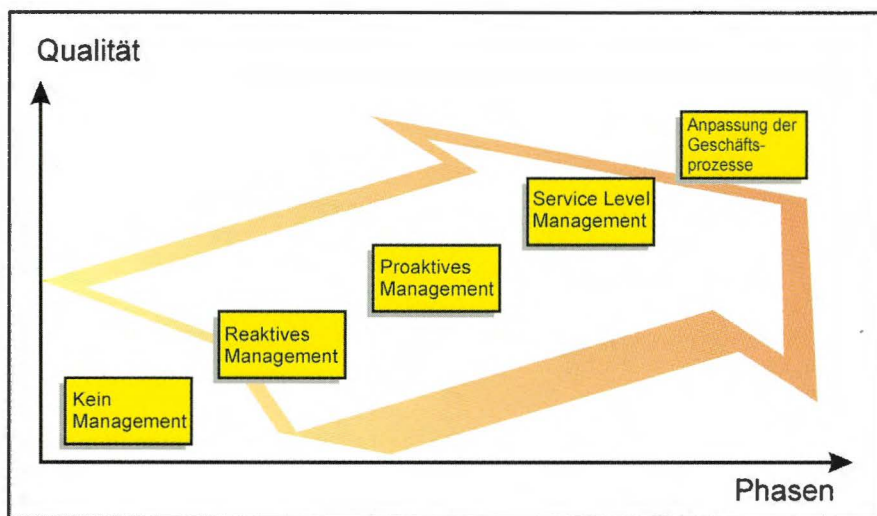 Qualität
Anpassung der
Geschäfts-
prozesse
Service Level
Management
Proaktives
Management
Reaktives
Management
Kein
Management
Phasen